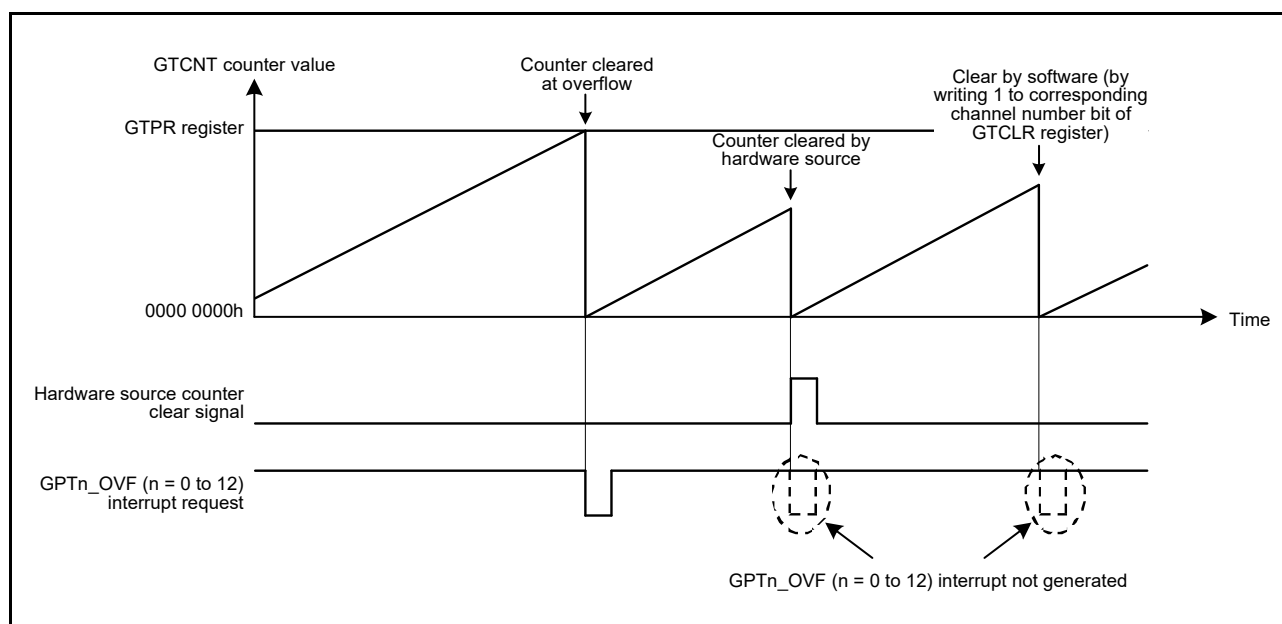 GTCNT counter value
Counter cleared
at overflow
Clear by software (by
writing 1 to corresponding
channel number bit of
GTCLR register)
GTPR register
Counter cleared by
hardware source
0000 0000h
Time
Hardware source counter
clear signal
GPTn_OVF (n = 0 to 12)
interrupt request
GPTn_OVF (n = 0 to 12) interrupt not generated